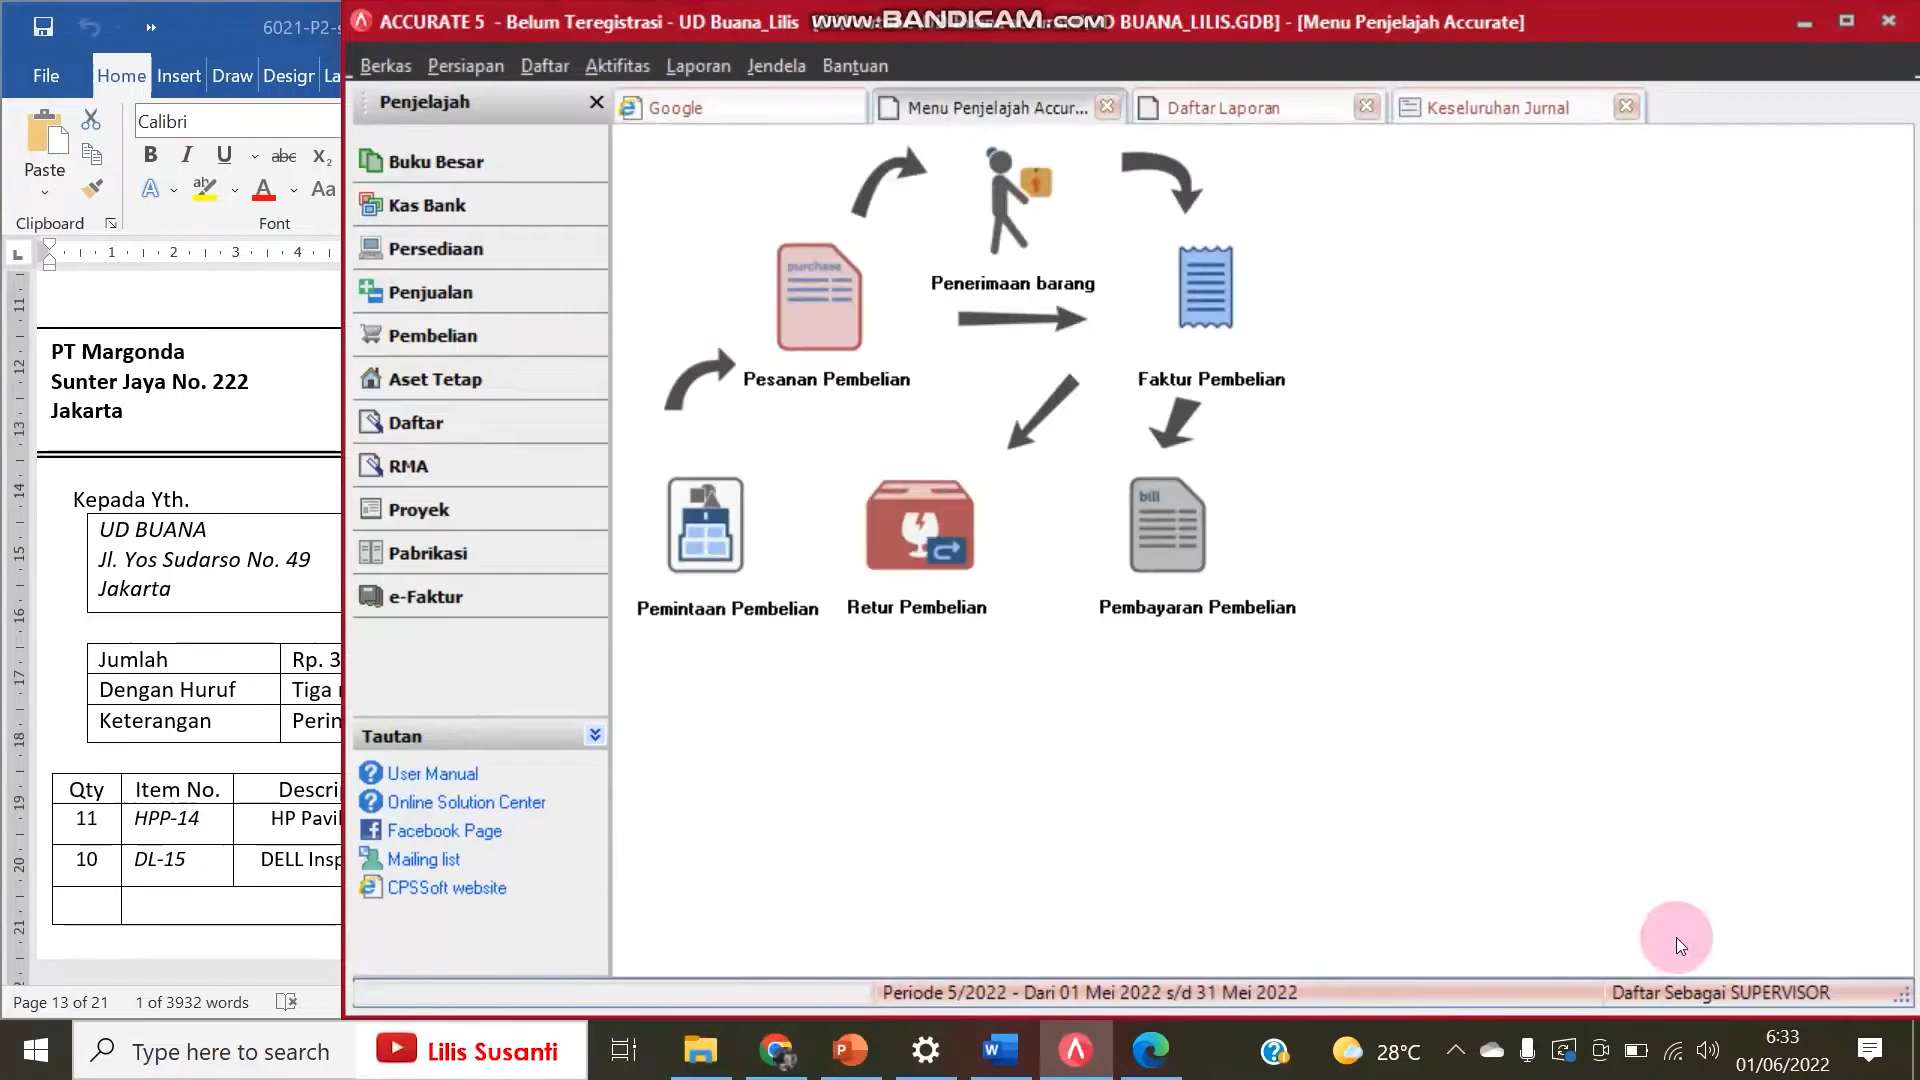 6021-P2-s
File
Home
Insert
Draw
Desigr
La
Calibri
Paste
B I U abc X₂
A A Aa
Clipboard
Font
1 2 3 4
PT Margonda
Sunter Jaya No. 222
Jakarta
Kepada Yth.
UD BUANA
Jl. Yos Sudarso No. 49
Jakarta
Jumlah Rp. 3
Dengan Huruf Tiga
Keterangan Perin
Qty Item No. Descri
11 HPP-14 HP Pavil
10 DL-15 DELL Insp
Page 13 of 21 1 of 3932 words
ACCURATE 5 - Belum Teregistrasi - UD Buana_Lilis D BUANA_LILIS.GDB] - [Menu Penjelajah Accurate]
www.BANDICAM.com
Berkas Persiapan Daftar Aktifitas Laporan Jendela Bantuan
Penjelajah
Google
Menu Penjelajah Accur...
Daftar Laporan
Keseluruhan Jurnal
Buku Besar
Kas Bank
Persediaan
Penjualan
Pembelian
Aset Tetap
Daftar
RMA
Proyek
Pabrikasi
e-Faktur
Tautan
User Manual
Online Solution Center
Facebook Page
Mailing list
CPSSoft website
purchase
Penerimaan barang
Pesanan Pembelian
Faktur Pembelian
bill
Pemintaan Pembelian
Retur Pembelian
Pembayaran Pembelian
Periode 5/2022 - Dari 01 Mei 2022 s/d 31 Mei 2022
Daftar Sebagai SUPERVISOR
Type here to search
Lilis Susanti
28°C
6:33
01/06/2022